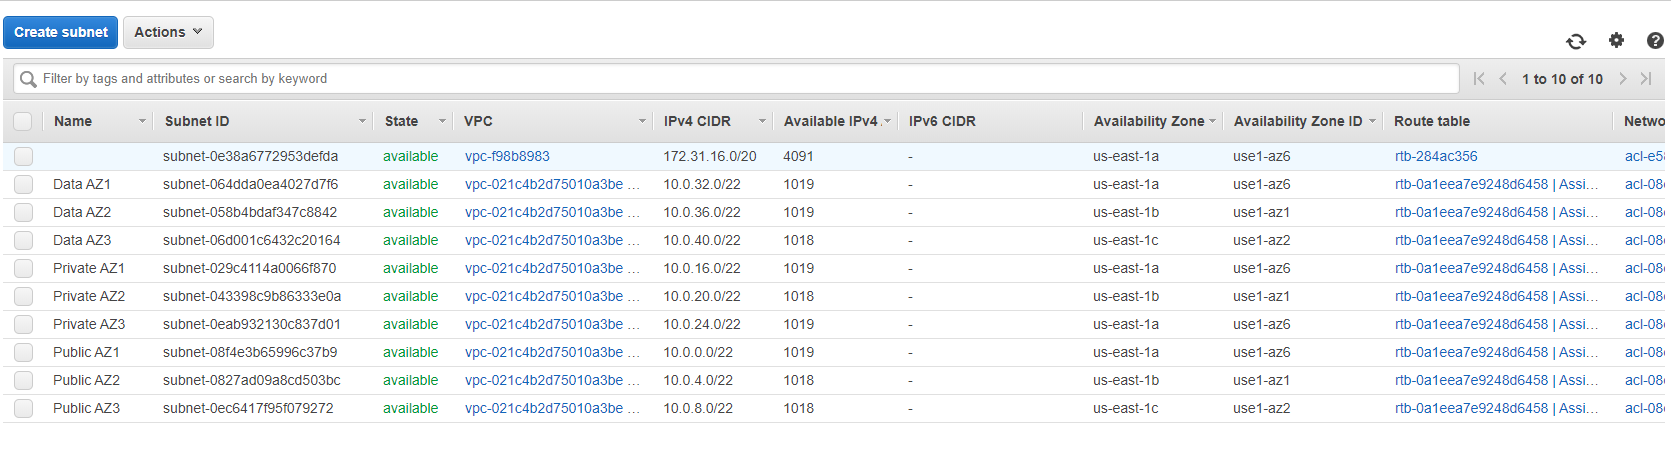 Create subnet Actions
Filter by tags and attributes or search by keyword 1 to 10 of 10
Name Subnet ID State VPC IPv4 CIDR Available IPv4 IPv6 CIDR Availability Zone Availability Zone ID Route table Netwo
subnet-0e38a6772953defda available vpc-f98b8983 172.31.16.0/20 4091 - us-east-1a use1-az6 rtb-284ac356 acl-e58
Data AZ1 subnet-064dda0ea4027d7f6 available vpc-021c4b2d75010a3be ... 10.0.32.0/22 1019 - us-east-1a use1-az6 rtb-0a1eea7e9248d6458 | Assi... acl-08
Data AZ2 subnet-058b4bdaf347c8842 available vpc-021c4b2d75010a3be ... 10.0.36.0/22 1019 - us-east-1b use1-az1 rtb-0a1eea7e9248d6458 | Assi... acl-08
Data AZ3 subnet-06d001c6432c20164 available vpc-021c4b2d75010a3be ... 10.0.40.0/22 1018 - us-east-1c use1-az2 rtb-0a1eea7e9248d6458 | Assi... acl-08
Private AZ1 subnet-029c4114a0066f870 available vpc-021c4b2d75010a3be ... 10.0.16.0/22 1019 - us-east-1a use1-az6 rtb-0a1eea7e9248d6458 | Assi... acl-08
Private AZ2 subnet-043398c9b86333e0a available vpc-021c4b2d75010a3be ... 10.0.20.0/22 1018 - us-east-1b use1-az1 rtb-0a1eea7e9248d6458 | Assi... acl-08
Private AZ3 subnet-0eab932130c837d01 available vpc-021c4b2d75010a3be ... 10.0.24.0/22 1019 - us-east-1a use1-az6 rtb-0a1eea7e9248d6458 | Assi... acl-08
Public AZ1 subnet-08f4e3b65996c37b9 available vpc-021c4b2d75010a3be ... 10.0.0.0/22 1019 - us-east-1a use1-az6 rtb-0a1eea7e9248d6458 | Assi... acl-08
Public AZ2 subnet-0827ad09a8cd503bc available vpc-021c4b2d75010a3be ... 10.0.4.0/22 1018 - us-east-1b use1-az1 rtb-0a1eea7e9248d6458 | Assi... acl-08
Public AZ3 subnet-0ec6417f95f079272 available vpc-021c4b2d75010a3be ... 10.0.8.0/22 1018 - us-east-1c use1-az2 rtb-0a1eea7e9248d6458 | Assi... acl-08